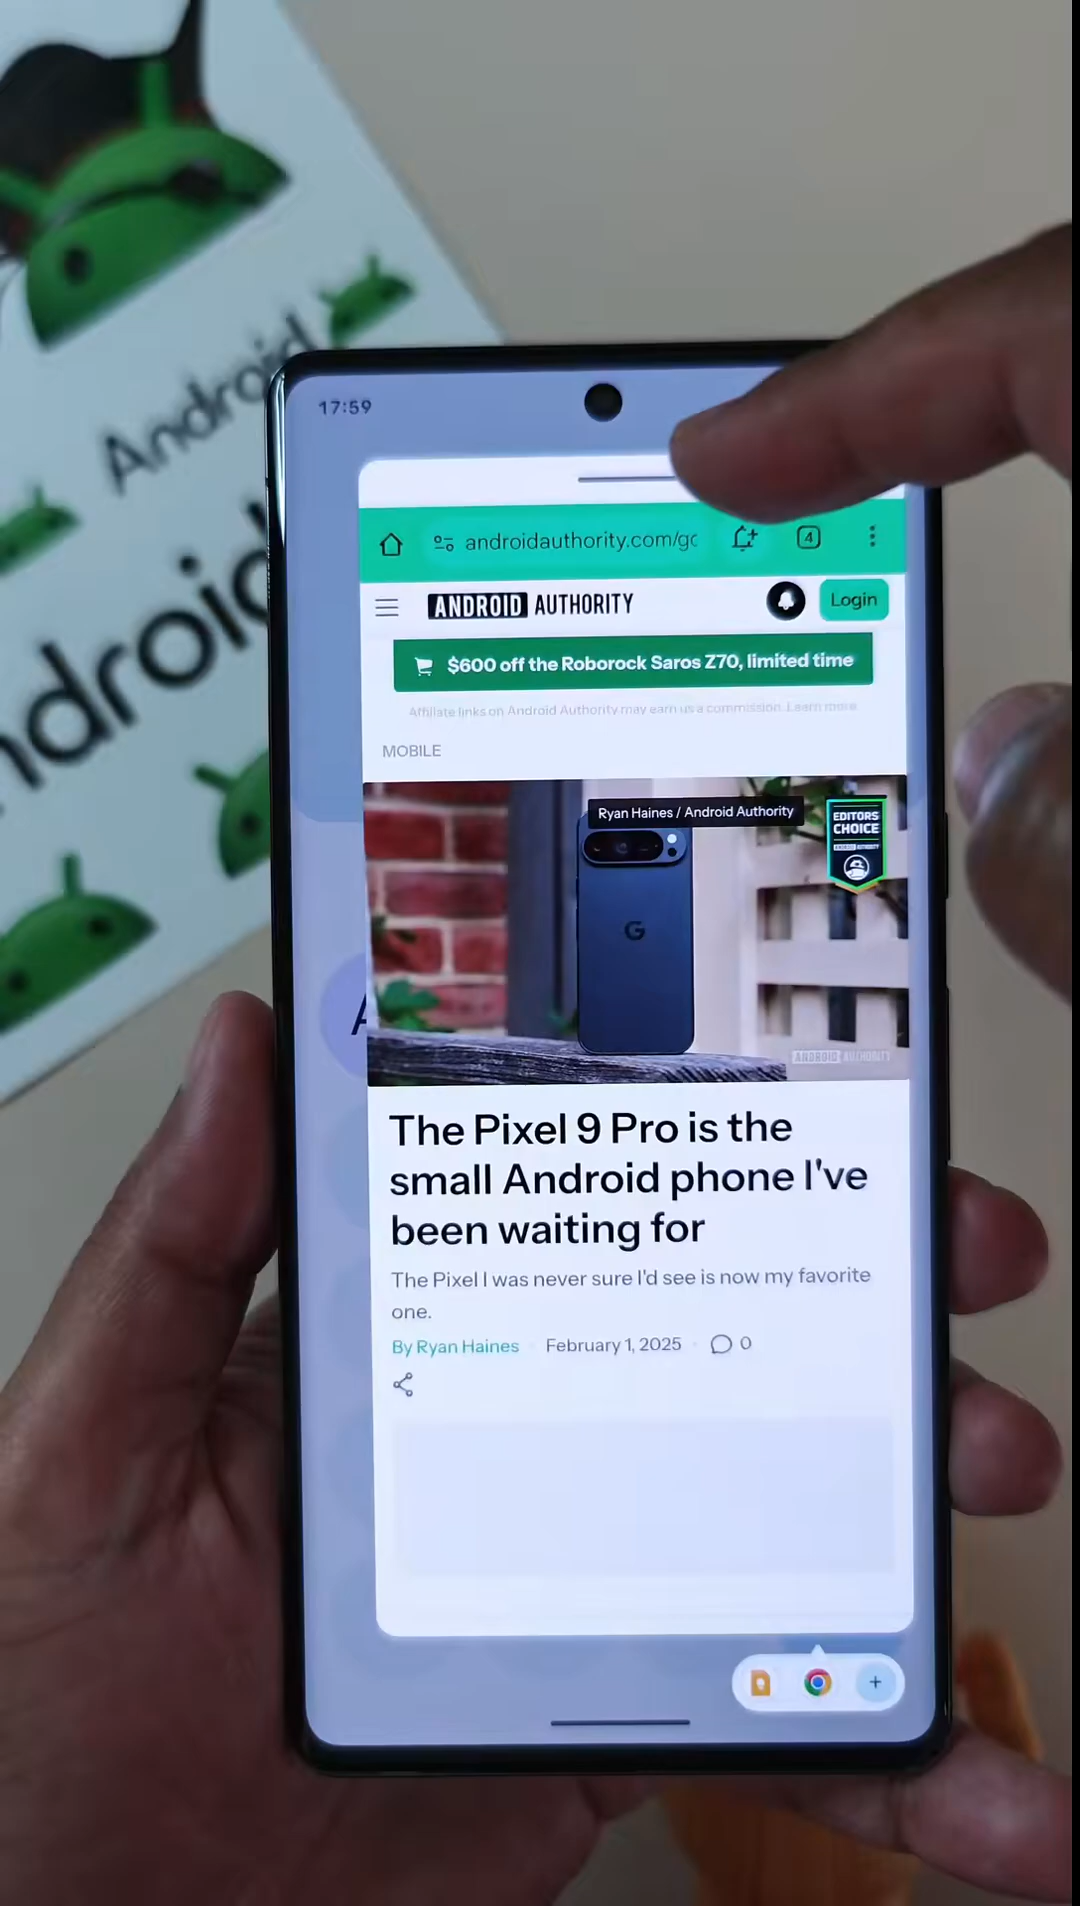 Android
Android
17:59
androidauthority.com/gc
4
ANDROID AUTHORITY
Login
$600 off the Roborock Saros Z70, limited time
Affiliate links on Android Authority may earn us a commission. Learn more.
MOBILE
Ryan Haines / Android Authority
EDITORS
CHOICE
ANDROID AUTHORITY
G
ANDROID AUTHORITY
The Pixel 9 Pro is the
small Android phone I've
been waiting for
The Pixel I was never sure I'd see is now my favorite
one.
By Ryan Haines · February 1, 2025 · 0